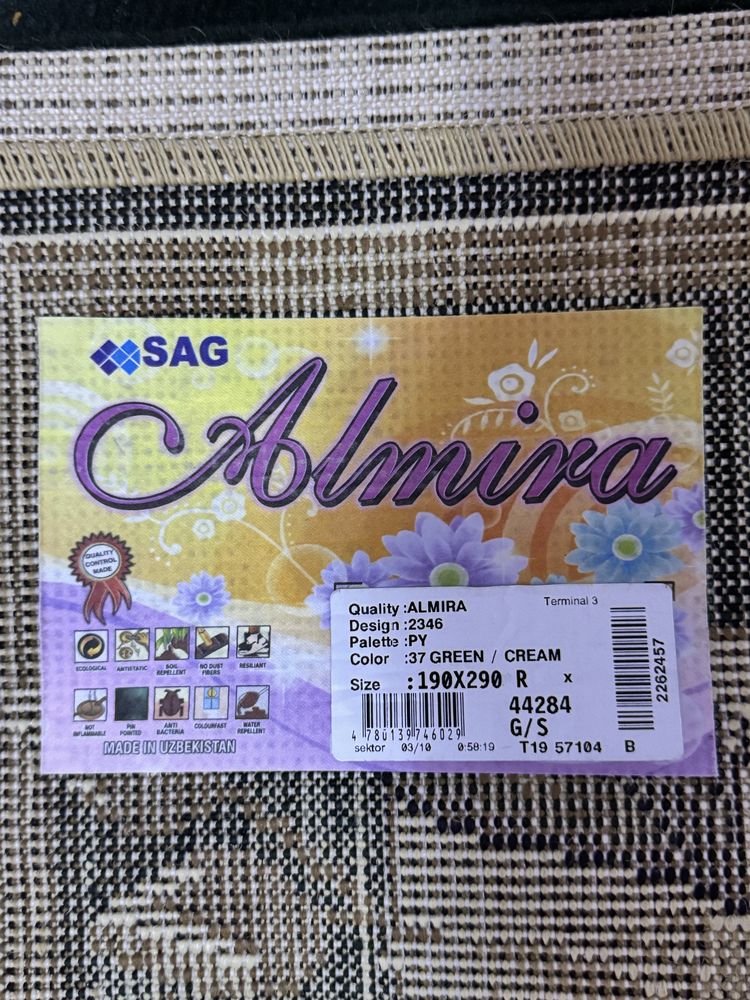 SAG
Almira
QUALITY
CONTROL
MADE
ECOLOGICAL
ANTISTATIC
SOIL
REPELLENT
NO DUST
FIBERS
RESILIANT
NOT
INFLAMMABLE
PIN
POINTED
ANTI
BACTERIA
COLOURFAST
WATER
REPELLENT
MADE IN UZBEKISTAN
Quality :ALMIRA Terminal 3
Design :2346
Palette :PY
Color :37 GREEN / CREAM
Size :190X290 R x
44284
G/S
4 780139 746029
sektor 03/10 0:58:19 T19 57104 B
2262457